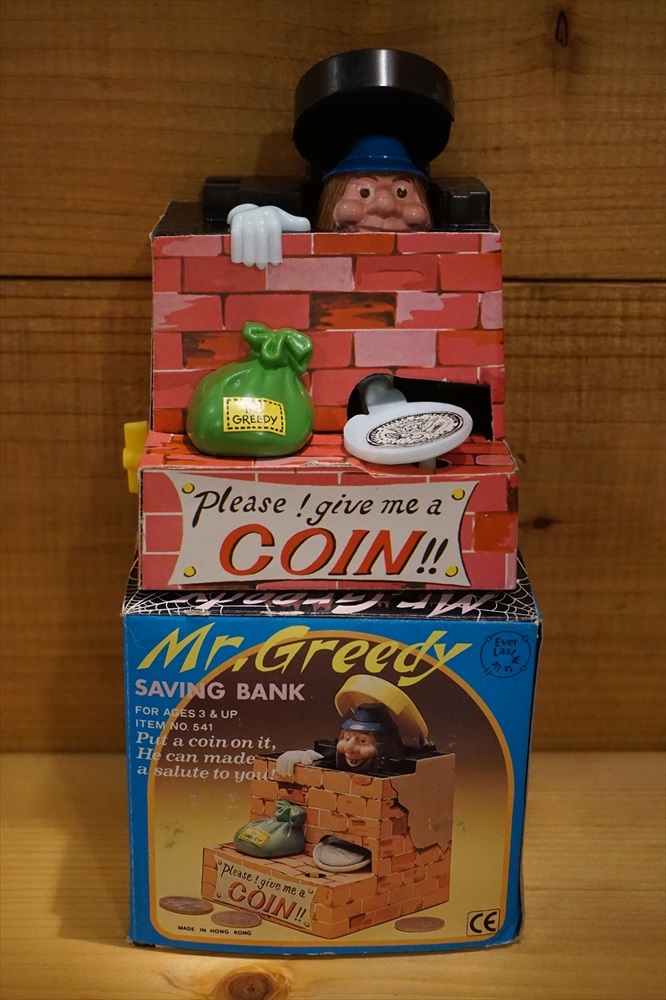 GREEDY
Please! give me a
COIN!!
Mr. Greedy
Mr. Greedy
SAVING BANK
Ever
Last
FOR AGES 3 & UP
ITEM NO. 541
Put a coin on it,
He can made
a salute to you!
Please! give me a
COIN!!
MADE IN HONG KONG
CE